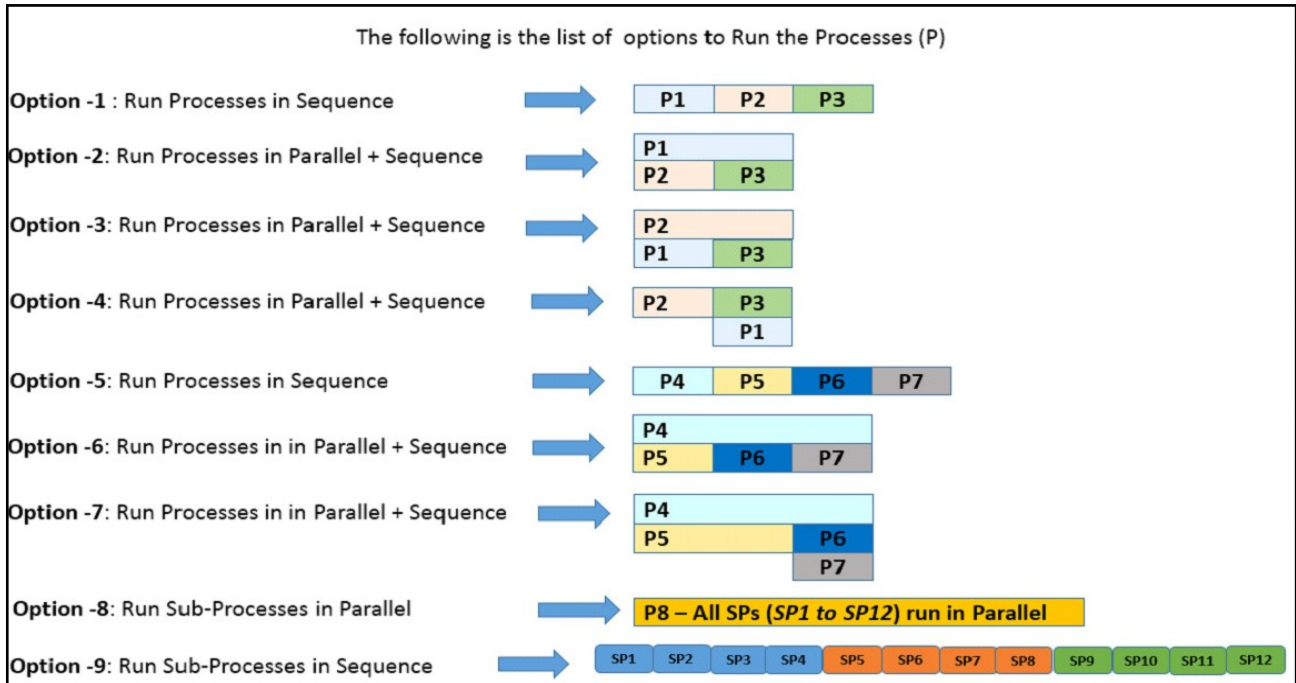 The following is the list of options to Run the Processes (P)
Option -1 : Run Processes in Sequence
P1 P2 P3
Option -2: Run Processes in Parallel + Sequence
P1
P2 P3
Option -3: Run Processes in Parallel + Sequence
P2
P1 P3
Option -4: Run Processes in Parallel + Sequence
P2 P3
P1
Option -5: Run Processes in Sequence
P4 P5 P6 P7
Option -6: Run Processes in in Parallel + Sequence
P4
P5 P6 P7
Option -7: Run Processes in in Parallel + Sequence
P4
P5 P6
P7
Option -8: Run Sub-Processes in Parallel
P8 – All SPs (SP1 to SP12) run in Parallel
Option -9: Run Sub-Processes in Sequence
SP1 SP2 SP3 SP4 SP5 SP6 SP7 SP8 SP9 SP10 SP11 SP12